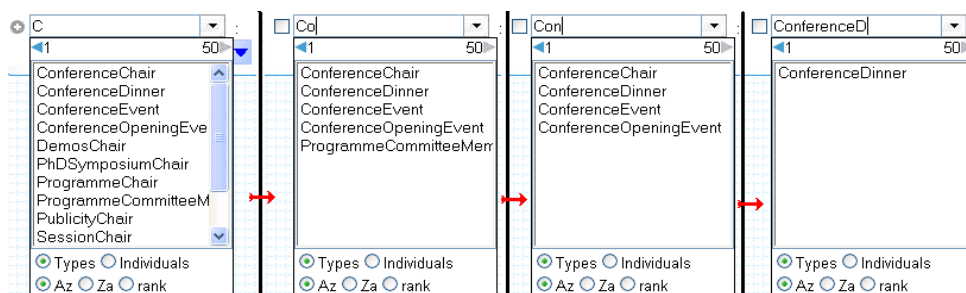 C
:
1 50
ConferenceChair
ConferenceDinner
ConferenceEvent
ConferenceOpeningEve
DemosChair
PhDSymposiumChair
ProgrammeChair
ProgrammeCommitteeM
PublicityChair
SessionChair
Types Individuals
Az Za rank
Co
:
1 50
ConferenceChair
ConferenceDinner
ConferenceEvent
ConferenceOpeningEvent
ProgrammeCommitteeMem
Types Individuals
Az Za rank
Con
:
1 50
ConferenceChair
ConferenceDinner
ConferenceEvent
ConferenceOpeningEvent
Types Individuals
Az Za rank
ConferenceD
:
1 50
ConferenceDinner
Types Individuals
Az Za rank